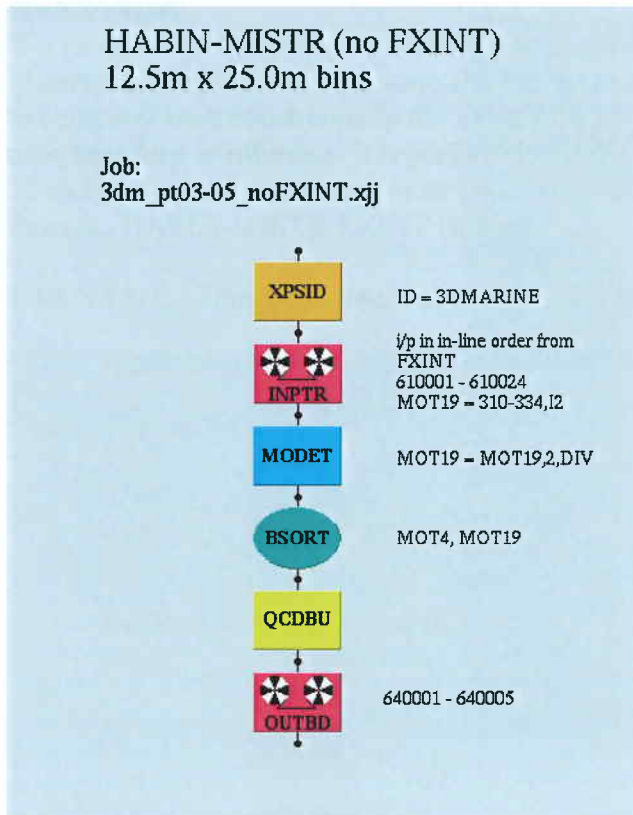 HABIN-MISTR (no FXINT)
12.5m x 25.0m bins
Job:
3dm_pt03-05_noFXINT.xjj
XPSID
ID = 3DMARINE
INPTR
i/p in in-line order from
FXINT
610001 - 610024
MOT19 = 310-334,I2
MODET
MOT19 = MOT19,2,DIV
BSORT
MOT4, MOT19
QCDBU
OUTBD
640001 - 640005